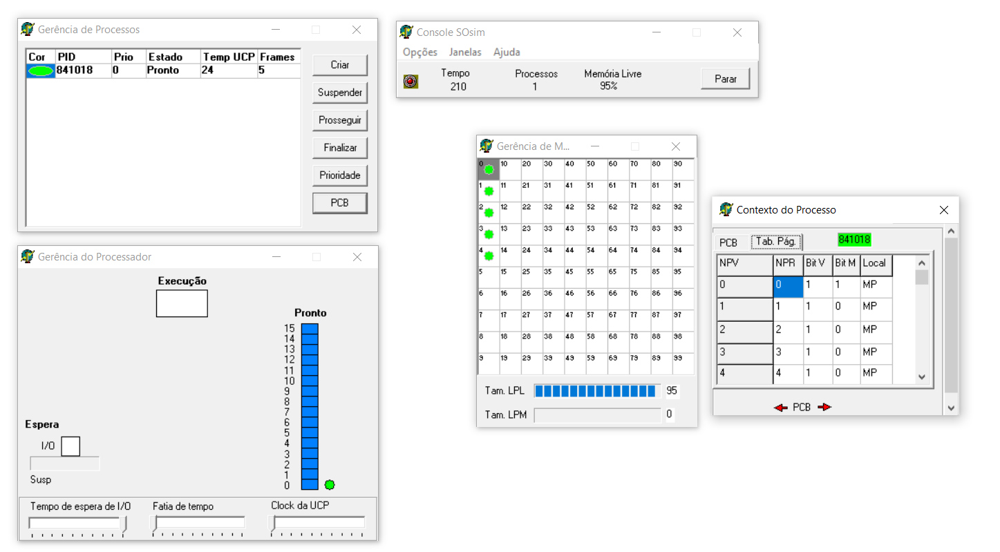 Gerência de Processos
Cor PID Prio Estado Temp UCP Frames
841018 0 Pronto 24 5
Criar
Suspender
Prosseguir
Finalizar
Prioridade
PCB
Console SOsim
Opções Janelas Ajuda
Tempo Processos Memória Livre
210 1 95%
Parar
Gerência de M...
0 10 20 30 40 50 60 70 80 90
1 11 21 31 41 51 61 71 81 91
2 12 22 32 42 52 62 72 82 92
3 13 23 33 43 53 63 73 83 93
4 14 24 34 44 54 64 74 84 94
5 15 25 35 45 55 65 75 85 95
6 16 26 36 46 56 66 76 86 96
7 17 27 37 47 57 67 77 87 97
8 18 28 38 48 58 68 78 88 98
9 19 29 39 49 59 69 79 89 99
Tam. LPL 95
Tam. LPM 0
Contexto do Processo
PCB Tab. Pág. 841018
NPV NPR Bit V Bit M Local
0 0 1 1 MP
1 1 1 0 MP
2 2 1 0 MP
3 3 1 0 MP
4 4 1 0 MP
PCB
Gerência do Processador
Execução
Pronto
15
14
13
12
11
10
9
8
7
6
5
4
3
2
1
0
Espera
I/O
Susp
Tempo de espera de I/O Fatia de tempo Clock da UCP